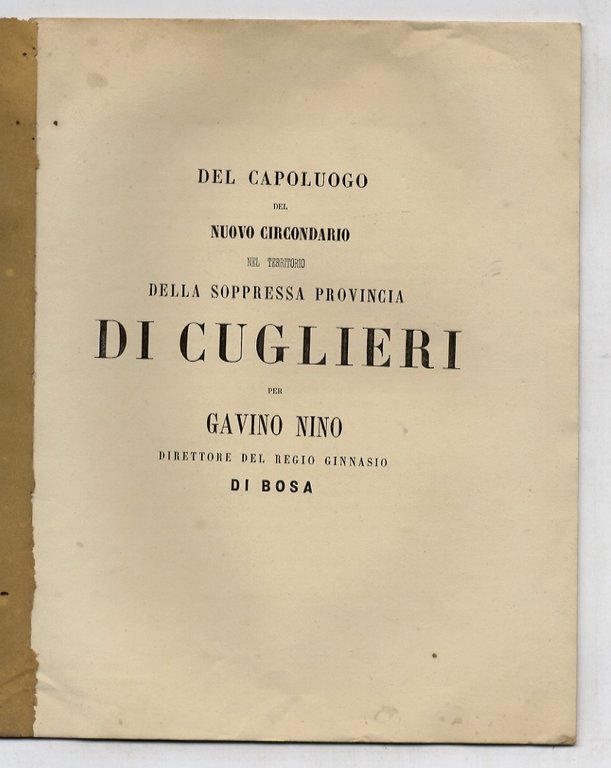 DEL CAPOLUOGO
DEL
NUOVO CIRCONDARIO
NEL TERRITORIO
DELLA SOPPRESSA PROVINCIA
DI CUGLIERI
PER
GAVINO NINO
DIRETTORE DEL REGIO GINNASIO
DI BOSA